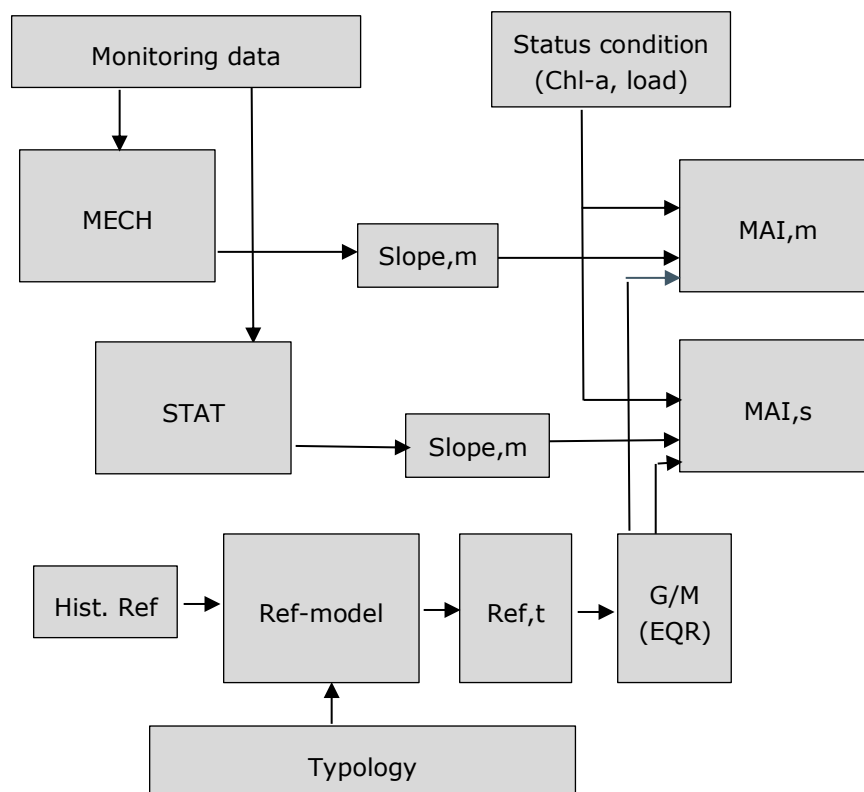 Monitoring data
Status condition
(Chl-a, load)
MECH
Slope,m
MAI,m
STAT
Slope,m
MAI,s
Hist. Ref
Ref-model
Ref,t
G/M
(EQR)
Typology